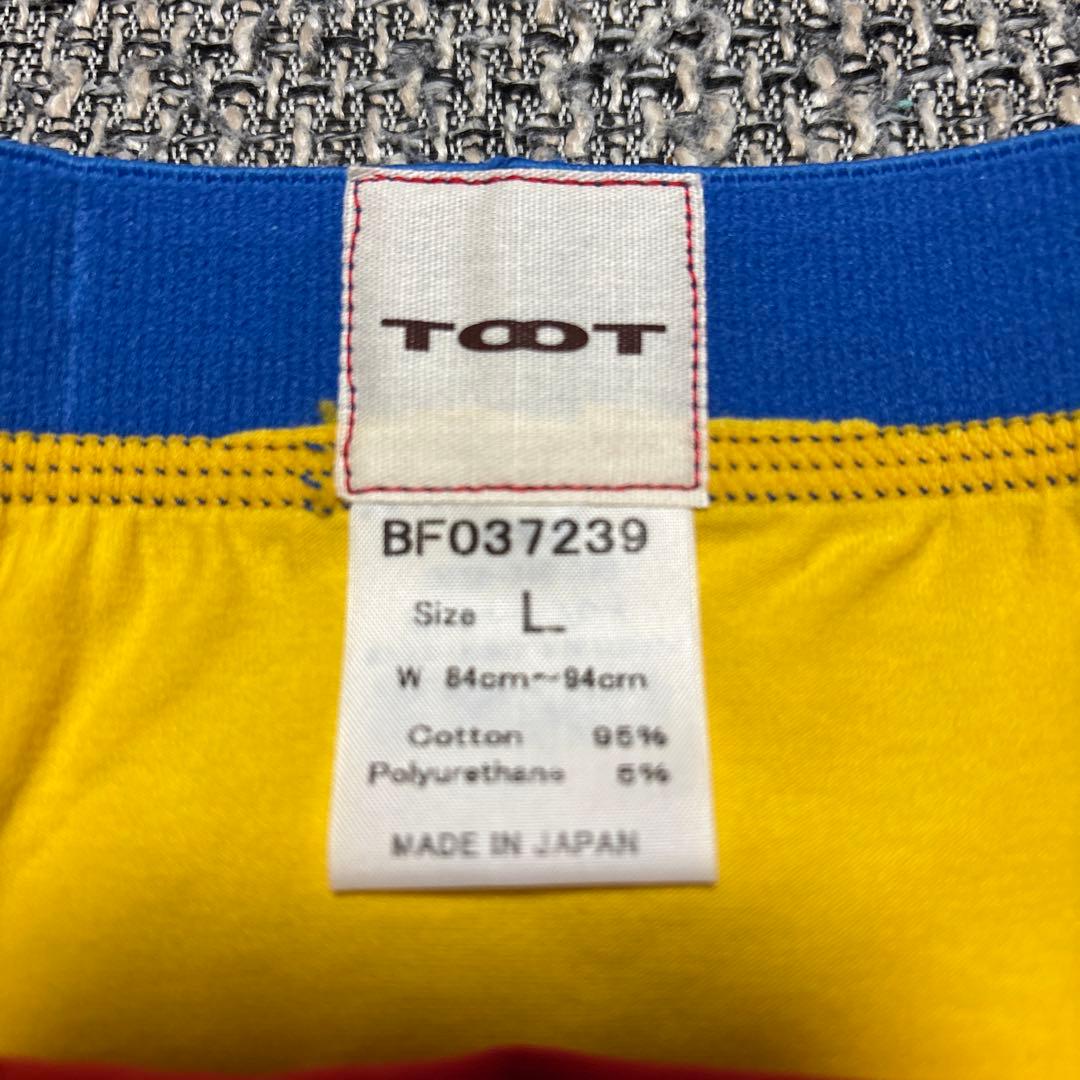 TOOT
BF037239
Size L
W 84cm～94cm
Cotton 95%
Polyurethane 5%
MADE IN JAPAN